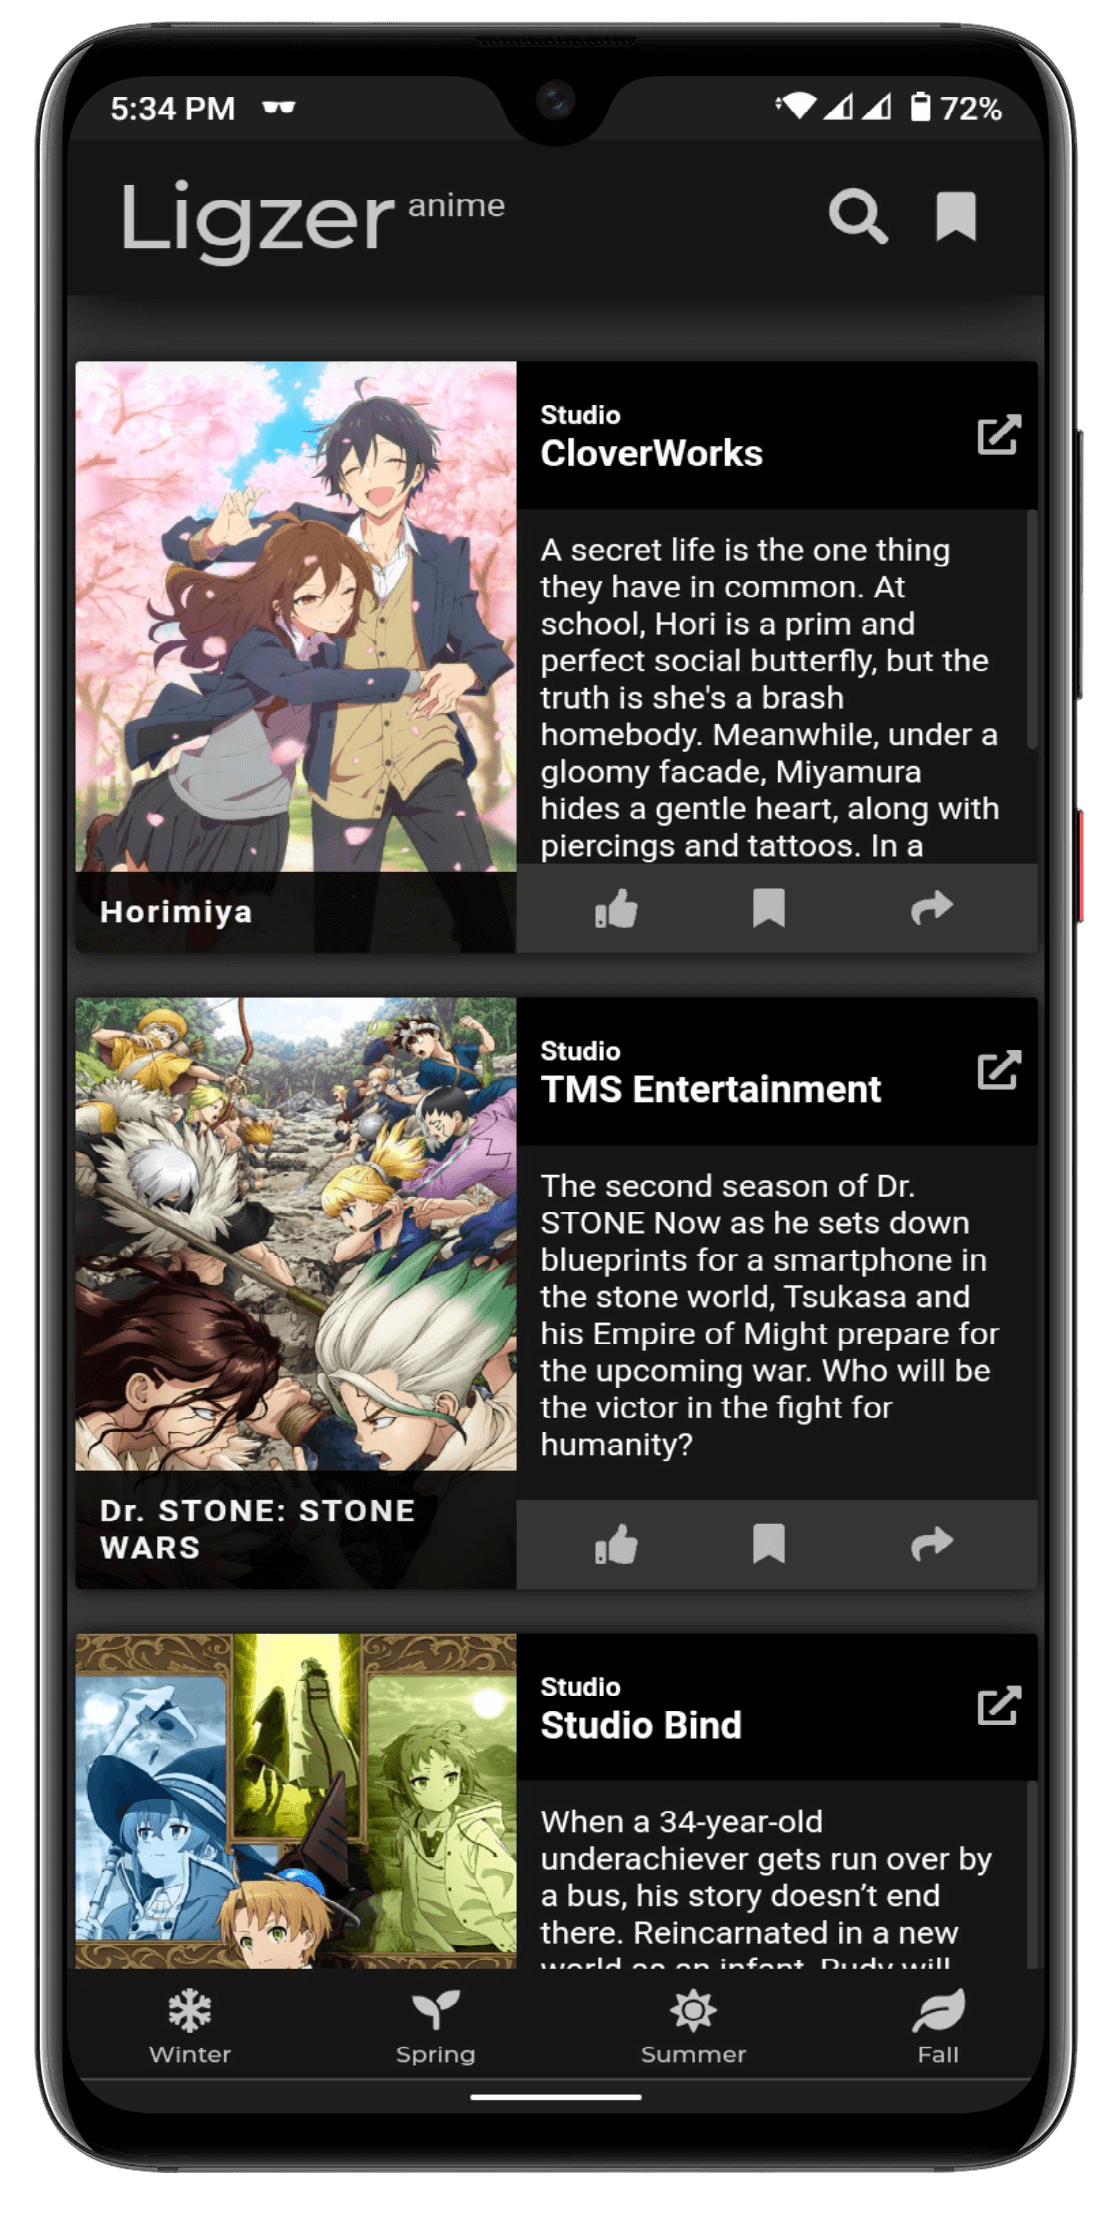 5:34 PM
72%
Ligzer anime
Studio
CloverWorks
A secret life is the one thing
they have in common. At
school, Hori is a prim and
perfect social butterfly, but the
truth is she's a brash
homebody. Meanwhile, under a
gloomy facade, Miyamura
hides a gentle heart, along with
piercings and tattoos. In a
Horimiya
Studio
TMS Entertainment
The second season of Dr.
STONE Now as he sets down
blueprints for a smartphone in
the stone world, Tsukasa and
his Empire of Might prepare for
the upcoming war. Who will be
the victor in the fight for
humanity?
Dr. STONE: STONE
WARS
Studio
Studio Bind
When a 34-year-old
underachiever gets run over by
a bus, his story doesn’t end
there. Reincarnated in a new
world as an infant, Rudy will
Winter
Spring
Summer
Fall